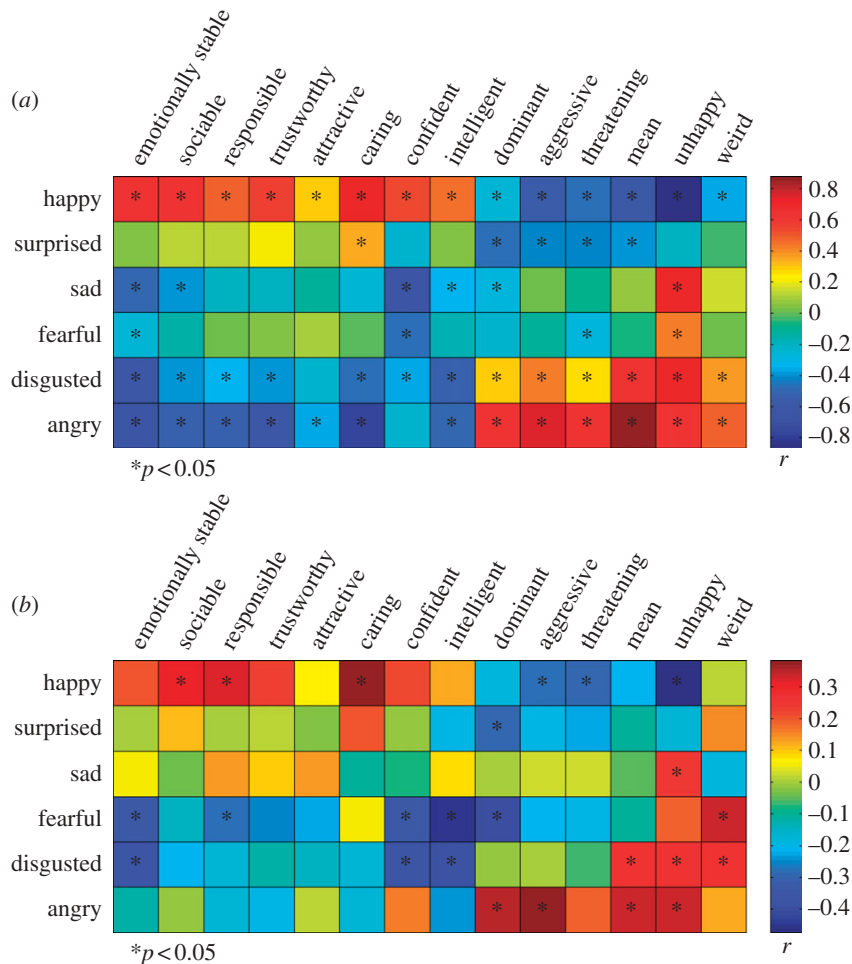 (a)
emotionally stable
sociable
responsible
trustworthy
attractive
caring
confident
intelligent
dominant
aggressive
threatening
mean
unhappy
weird
happy * * * * * * * * * * * * * *
surprised * * * * *
sad * * * * * *
fearful * * * *
disgusted * * * * * * * * * * * * *
angry * * * * * * * * * * * * *
0.8
0.6
0.4
0.2
0
−0.2
−0.4
−0.6
−0.8
r
*p<0.05
(b)
emotionally stable
sociable
responsible
trustworthy
attractive
caring
confident
intelligent
dominant
aggressive
threatening
mean
unhappy
weird
happy * * * * * *
surprised *
sad *
fearful * * * * * *
disgusted * * * * * *
angry * * * *
0.3
0.2
0.1
0
−0.1
−0.2
−0.3
−0.4
r
*p<0.05